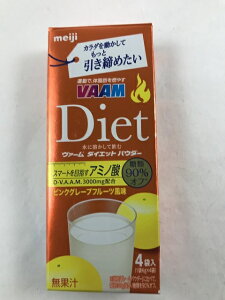 meiji
カラダを動かして
もっと
引き締めたい
運動で、体脂肪を燃やす
VAAM
Diet
水に溶かして飲む
ヴァーム ダイエット パウダー
スマートを目指す アミノ酸
D-V.A.A.M. 3000mg配合
糖類
90%
オフ
ピンクグレープフルーツ風味
4袋入
無果汁